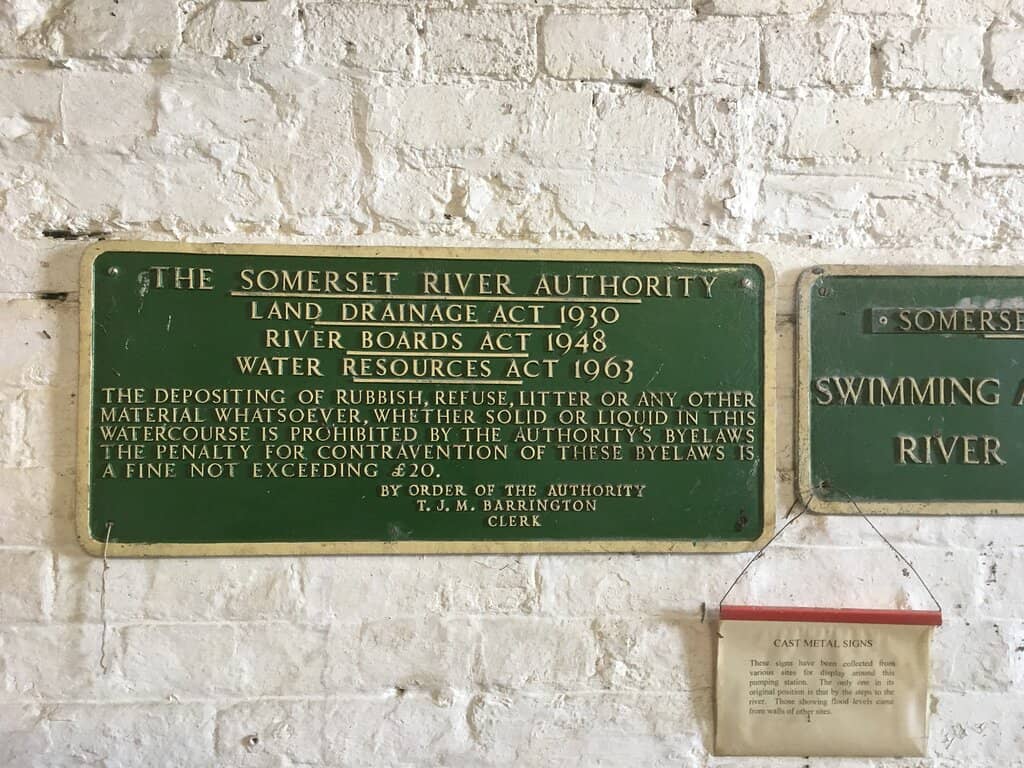 THE SOMERSET RIVER AUTHORITY
LAND DRAINAGE ACT 1930
RIVER BOARDS ACT 1948
WATER RESOURCES ACT 1963
THE DEPOSITING OF RUBBISH, REFUSE, LITTER OR ANY OTHER
MATERIAL WHATSOEVER, WHETHER SOLID OR LIQUID IN THIS
WATERCOURSE IS PROHIBITED BY THE AUTHORITY'S BYELAWS
THE PENALTY FOR CONTRAVENTION OF THESE BYELAWS IS
A FINE NOT EXCEEDING £20.
BY ORDER OF THE AUTHORITY
T. J. M. BARRINGTON
CLERK
SOMERSE
SWIMMING A
RIVER
CAST METAL SIGNS
These signs have been collected from
various sites for display around this
pumping station. The only one in its
original position is that by the steps to the
river. Those showing flood levels came
from walls of other sites.